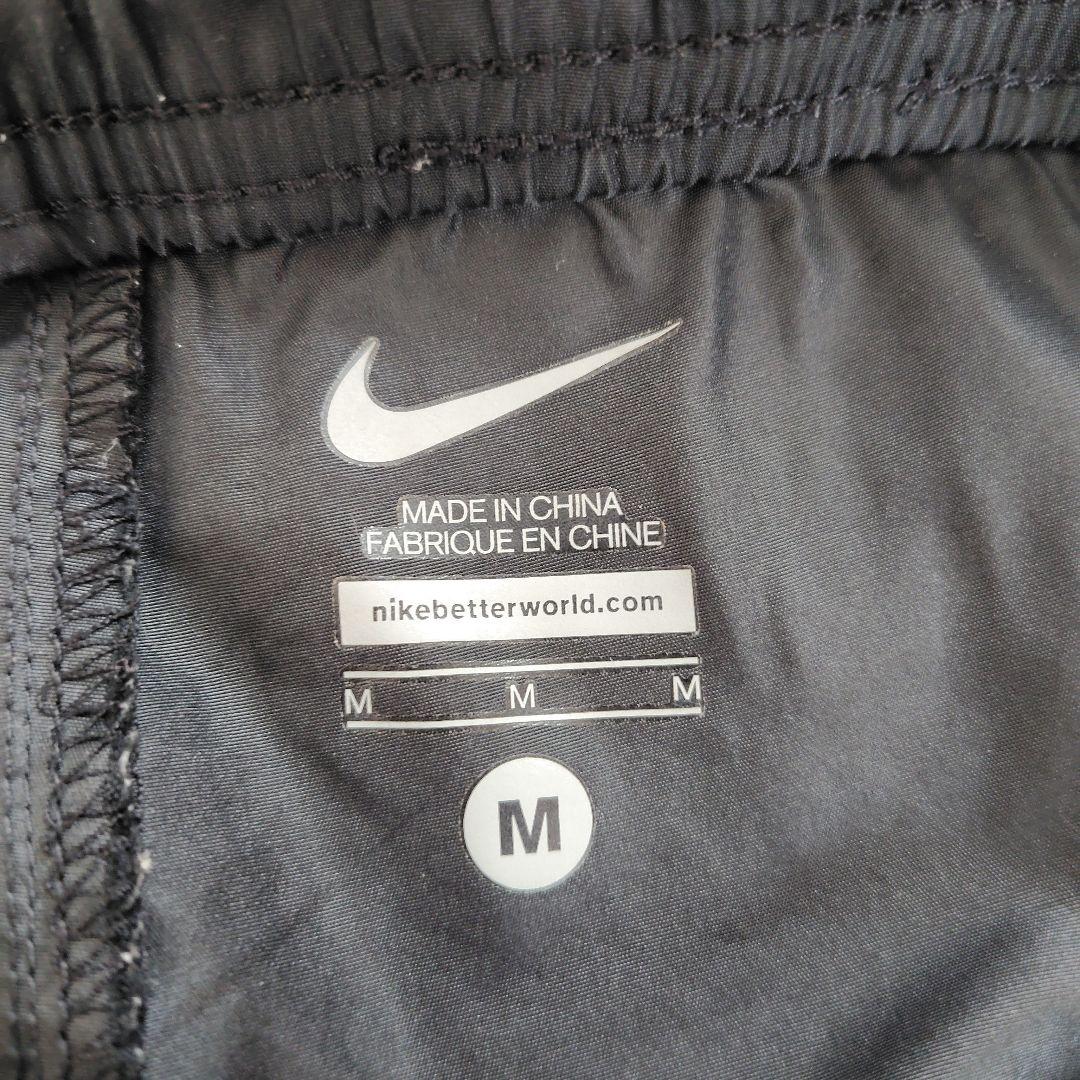 MADE IN CHINA
FABRIQUE EN CHINE
nikebetterworld.com
M M M
M